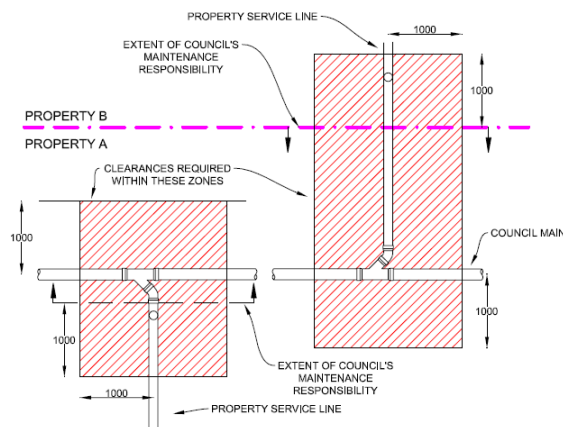 PROPERTY SERVICE LINE
1000
EXTENT OF COUNCIL'S
MAINTENANCE
RESPONSIBILITY
1000
PROPERTY B
PROPERTY A
CLEARANCES REQUIRED
WITHIN THESE ZONES
1000
COUNCIL MAIN
1000
1000
EXTENT OF COUNCIL'S
MAINTENANCE
RESPONSIBILITY
1000
PROPERTY SERVICE LINE